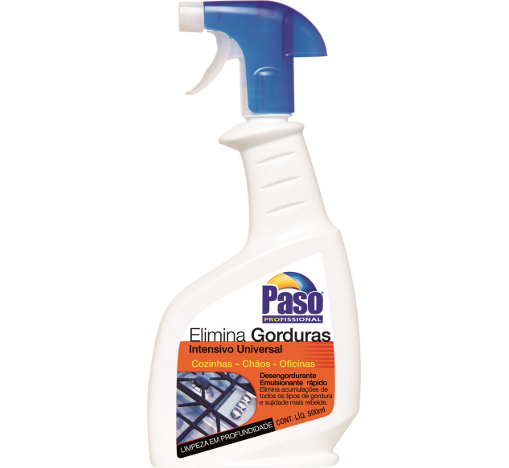 Paso
PROFISSIONAL
Elimina Gorduras
Intensivo Universal
Cozinhas – Chãos - Oficinas
Desengordurante
Emulsionante rápido
Elimina acumulações de
todos os tipos de gordura
e sujidade mais rebelde.
LIMPEZA EM PROFUNDIDADE
CONT. LÍQ. 500ml